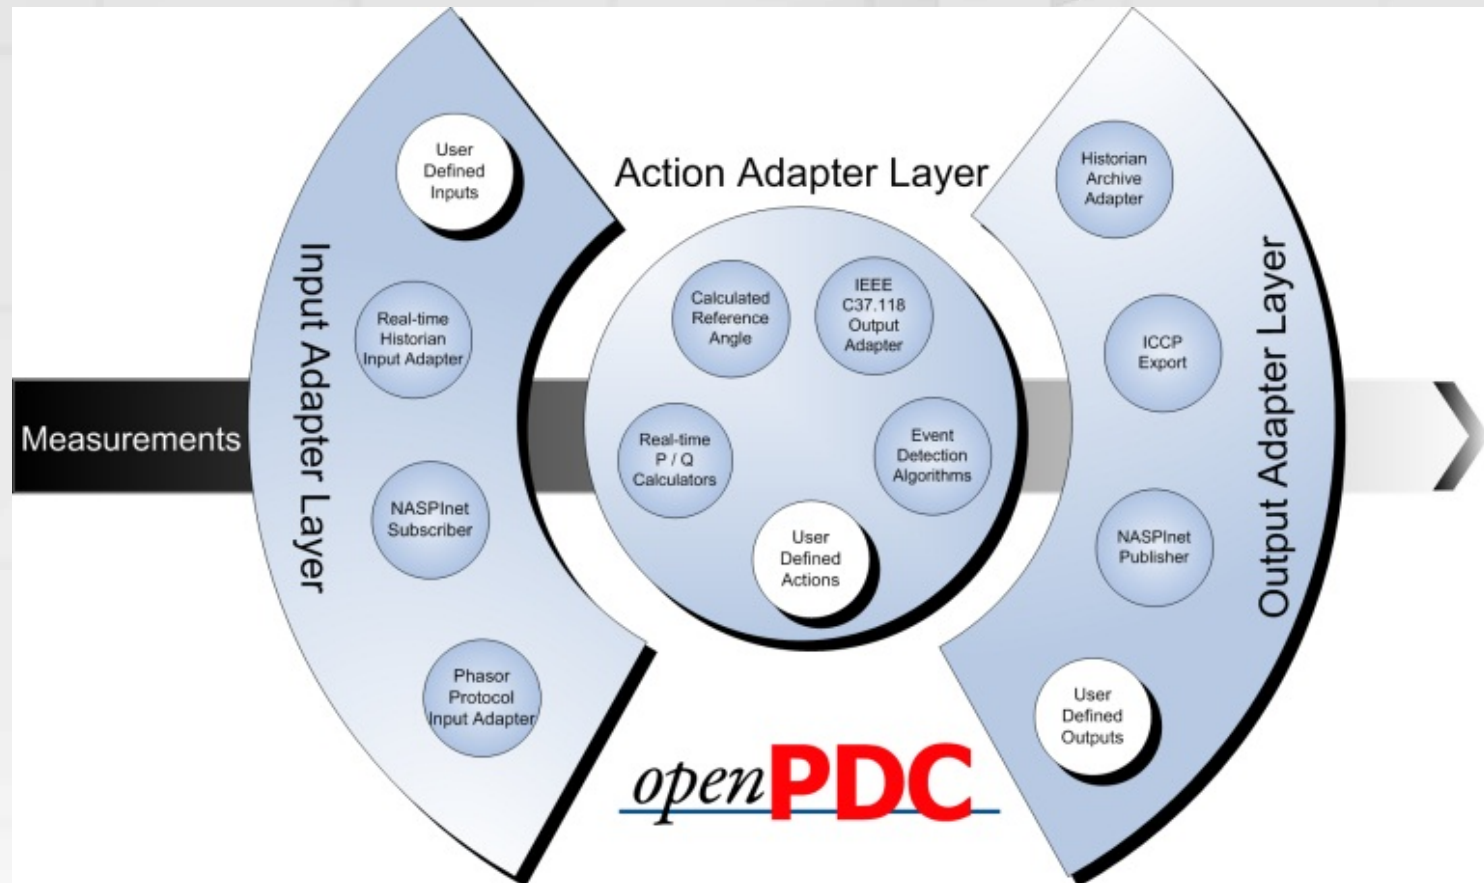 Measurements
Input Adapter Layer
User
Defined
Inputs
Real-time
Historian
Input Adapter
NASPInet
Subscriber
Phasor
Protocol
Input Adapter
Action Adapter Layer
Calculated
Reference
Angle
IEEE
C37.118
Output
Adapter
Real-time
P / Q
Calculators
Event
Detection
Algorithms
User
Defined
Actions
Output Adapter Layer
Historian
Archive
Adapter
ICCP
Export
NASPInet
Publisher
User
Defined
Outputs
openPDC